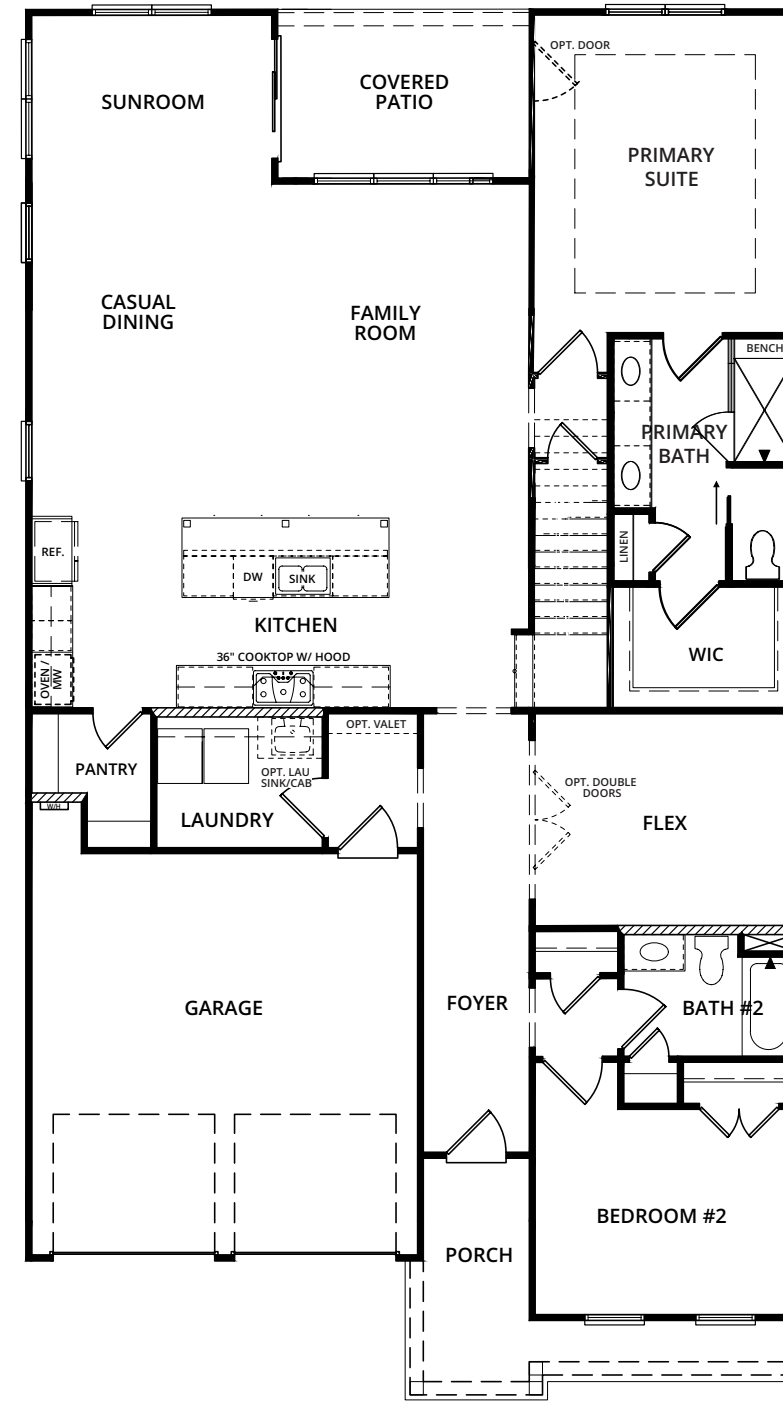 OPT. DOOR
COVERED
PATIO
SUNROOM
PRIMARY
SUITE
CASUAL
DINING
FAMILY
ROOM
BENCH
PRIMARY
BATH
REF.
LINEN
DW
SINK
KITCHEN
36" COOKTOP W/ HOOD
WIC
OVEN /
MW
OPT. VALET
PANTRY
OPT. LAU
SINK/CAB
OPT. DOUBLE
DOORS
W/H
LAUNDRY
FLEX
GARAGE
FOYER
BATH #2
BEDROOM #2
PORCH